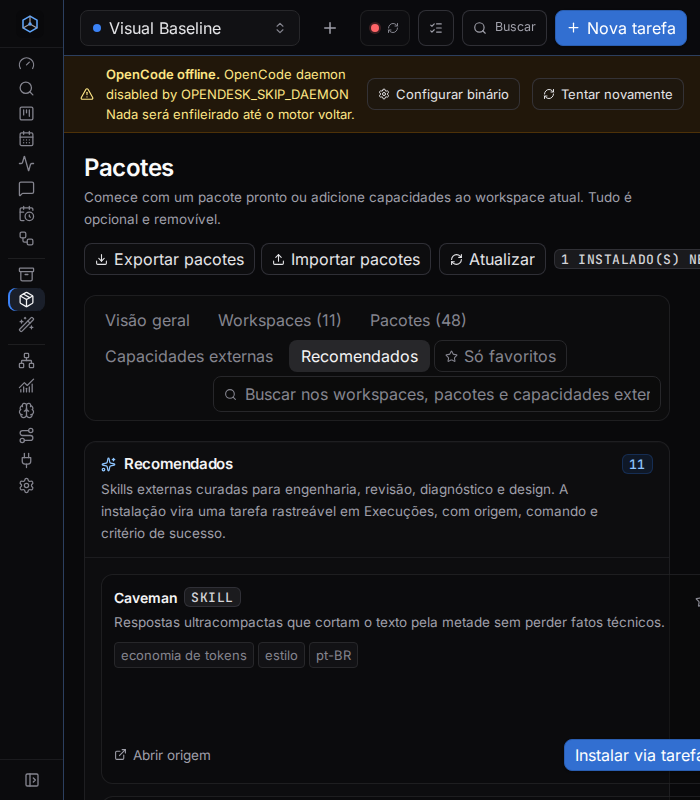 Visual Baseline
Buscar
Nova tarefa
OpenCode offline. OpenCode daemon
disabled by OPENDESK_SKIP_DAEMON
Nada será enfileirado até o motor voltar.
Configurar binário
Tentar novamente
Pacotes
Comece com um pacote pronto ou adicione capacidades ao workspace atual. Tudo é
opcional e removível.
Exportar pacotes
Importar pacotes
Atualizar
1 INSTALADO(S) NE
Visão geral
Workspaces (11)
Pacotes (48)
Capacidades externas
Recomendados
Só favoritos
Buscar nos workspaces, pacotes e capacidades exter
Recomendados
11
Skills externas curadas para engenharia, revisão, diagnóstico e design. A
instalação vira uma tarefa rastreável em Execuções, com origem, comando e
critério de sucesso.
Caveman
SKILL
Respostas ultracompactas que cortam o texto pela metade sem perder fatos técnicos.
economia de tokens
estilo
pt-BR
Abrir origem
Instalar via tarefa